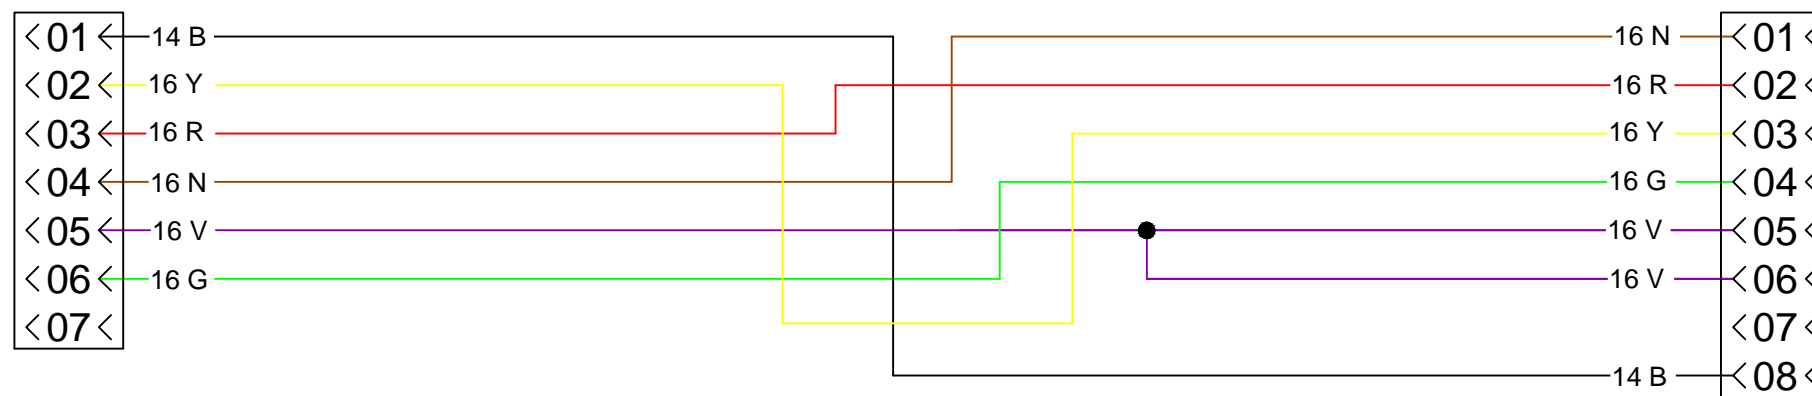 01 14 B 16 N 01
02 16 Y 16 R 02
03 16 R 16 Y 03
04 16 N 16 G 04
05 16 V 16 V 05
06 16 G 16 V 06
07 07
14 B 08